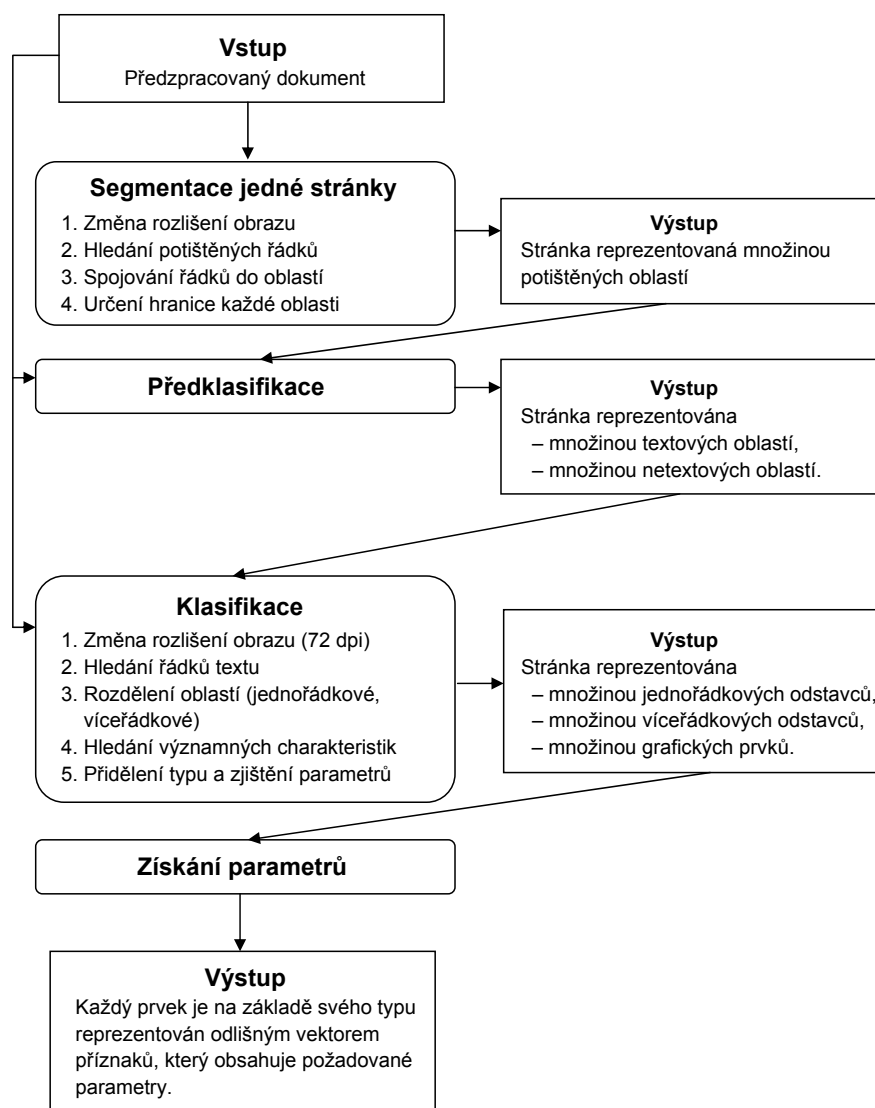 Vstup
Předzpracovaný dokument
Segmentace jedné stránky
1. Změna rozlišení obrazu
2. Hledání potištěných řádků
3. Spojování řádků do oblastí
4. Určení hranice každé oblasti
Výstup
Stránka reprezentovaná množinou
potištěných oblastí
Předklasifikace
Výstup
Stránka reprezentována
– množinou textových oblastí,
– množinou netextových oblastí.
Klasifikace
1. Změna rozlišení obrazu (72 dpi)
2. Hledání řádků textu
3. Rozdělení oblastí (jednořádkové,
víceřádkové)
4. Hledání významných charakteristik
5. Přidělení typu a zjištění parametrů
Výstup
Stránka reprezentována
– množinou jednořádkových odstavců,
– množinou víceřádkových odstavců,
– množinou grafických prvků.
Získání parametrů
Výstup
Každý prvek je na základě svého typu
reprezentován odlišným vektorem
příznaků, který obsahuje požadované
parametry.